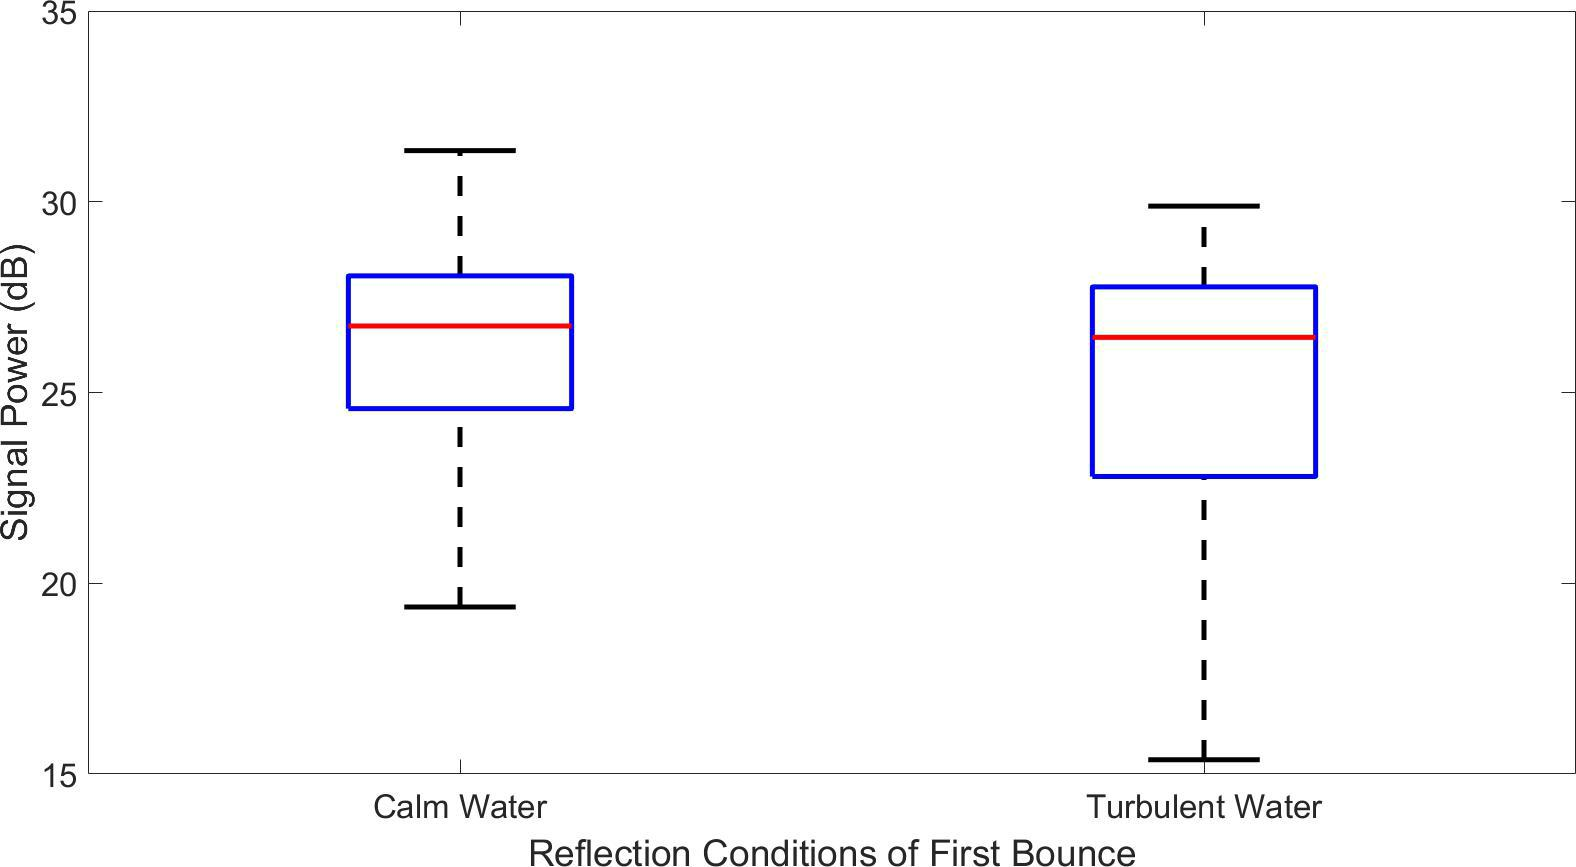 35
30
25
20
15
Signal Power (dB)
Calm Water
Turbulent Water
Reflection Conditions of First Bounce